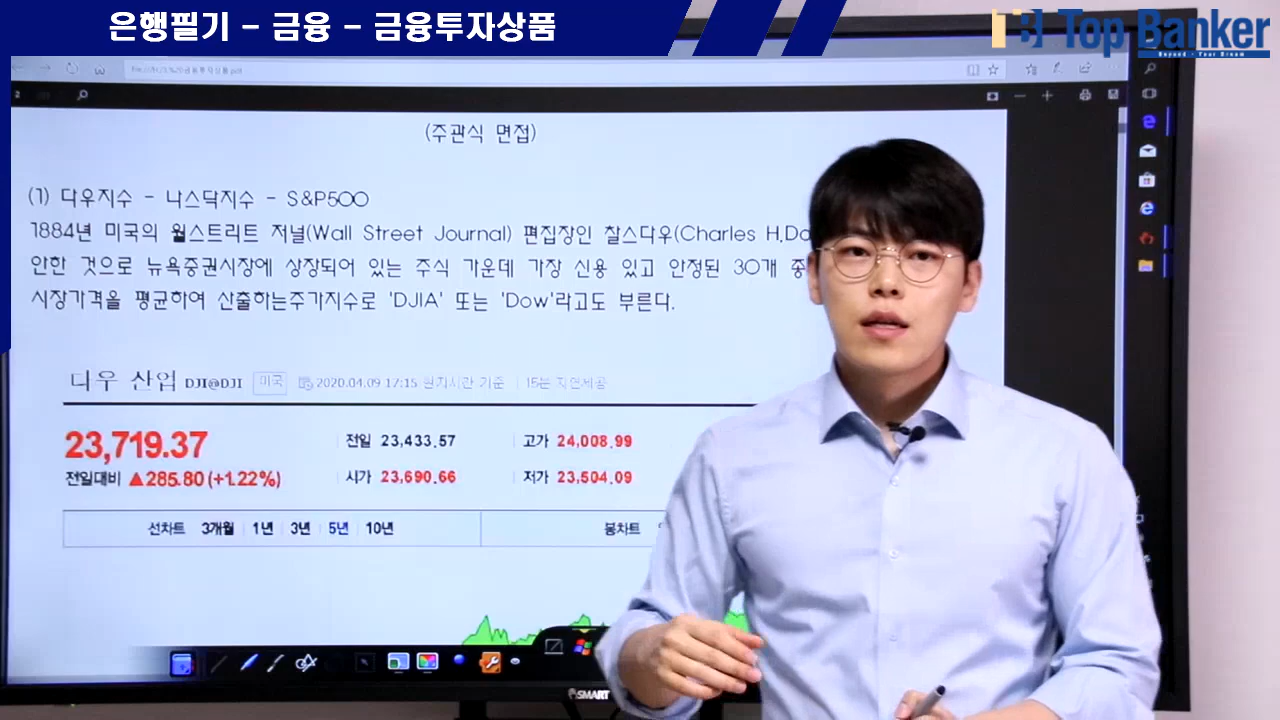 은행필기 - 금융 - 금융투자상품
Top Banker
Beyond · Your Dream
(주관식 면접)
(1) 다우지수 - 나스닥지수 - S&P500
1884년 미국의 월스트리트 저널(Wall Street Journal) 편집장인 찰스다우(Charles H.Do
안한 것으로 뉴욕증권시장에 상장되어 있는 주식 가운데 가장 신용 있고 안정된 30개 종
시장가격을 평균하여 산출하는주가지수로 'DJIA' 또는 'Dow'라고도 부른다.
다우 산업 DJI@DJI 미국 2020.04.09 17:15 현지시간 기준 15분 지연제공
23,719.37 전일 23,433.57 고가 24,008.99
전일대비 ▲285.80 (+1.22%) 시가 23,690.66 저가 23,504.09
선차트 3개월 1년 3년 5년 10년 봉차트
SMART